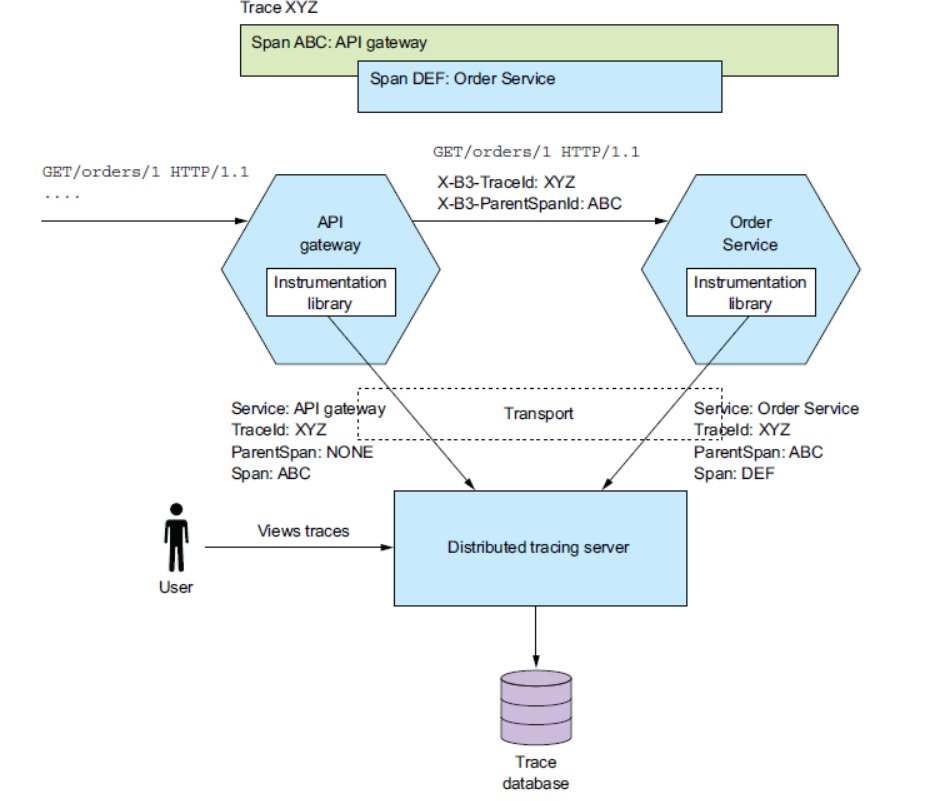 Trace XYZ
Span ABC: API gateway
Span DEF: Order Service
GET/orders/1 HTTP/1.1
....
GET/orders/1 HTTP/1.1
X-B3-TraceId: XYZ
X-B3-ParentSpanId: ABC
API
gateway
Instrumentation
library
Order
Service
Instrumentation
library
Service: API gateway
TraceId: XYZ
ParentSpan: NONE
Span: ABC
Transport
Service: Order Service
TraceId: XYZ
ParentSpan: ABC
Span: DEF
User
Views traces
Distributed tracing server
Trace
database